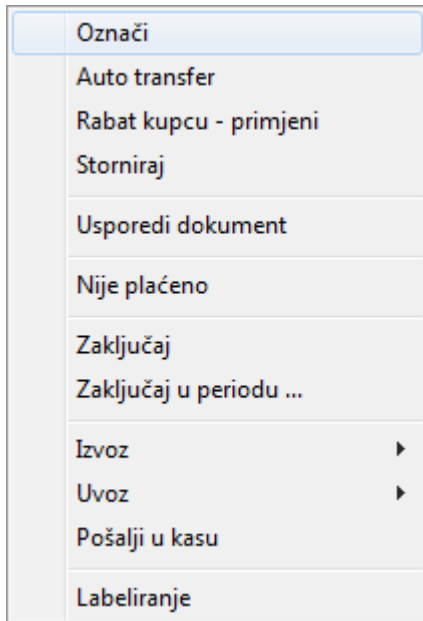 Označi
Auto transfer
Rabat kupcu - primjeni
Storniraj
Usporedi dokument
Nije plaćeno
Zaključaj
Zaključaj u periodu ...
Izvoz
Uvoz
Pošalji u kasu
Labeliranje